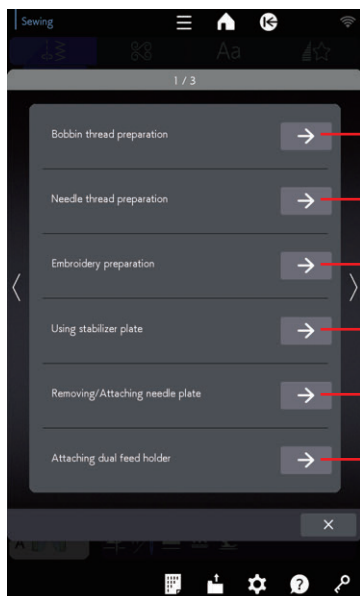 Sewing
Aa
1 / 3
Bobbin thread preparation
Needle thread preparation
Embroidery preparation
Using stabilizer plate
Removing/Attaching needle plate
Attaching dual feed holder
A